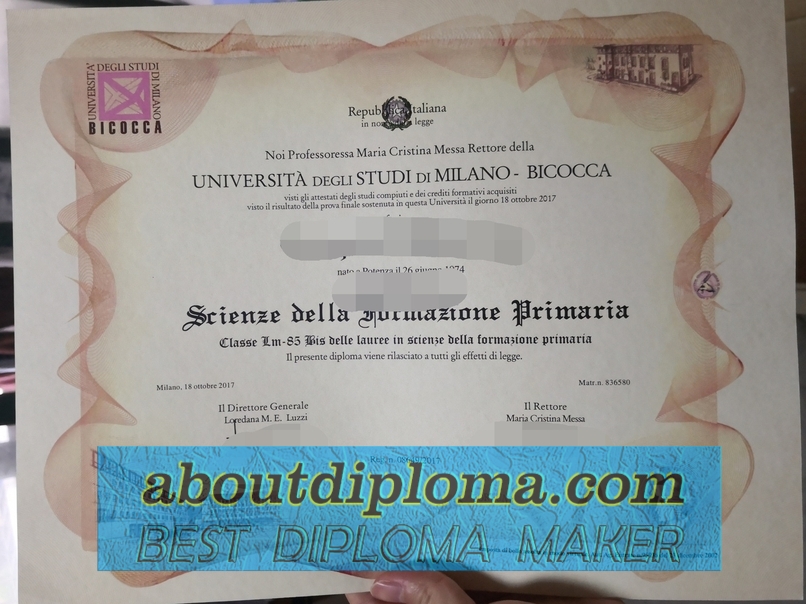 UNIVERSITÀ DEGLI STUDI DI MILANO
BICOCCA
Repubblica Italiana
in nome legge
Noi Professoressa Maria Cristina Messa Rettore della
UNIVERSITÀ DEGLI STUDI DI MILANO - BICOCCA
visti gli attestati degli studi compiuti e dei crediti formativi acquisiti
visto il risultato della prova finale sostenuta in questa Università il giorno 18 ottobre 2017
nato a Potenza il 26 giugno 1974
Scienze della Formazione Primaria
Classe Lm-85 Bis delle lauree in scienze della formazione primaria
Il presente diploma viene rilasciato a tutti gli effetti di legge.
Milano, 18 ottobre 2017
Matr.n. 836580
Il Direttore Generale
Loredana M. E. Luzzi
Il Rettore
Maria Cristina Messa
aboutdiploma.com
BEST DIPLOMA MAKER